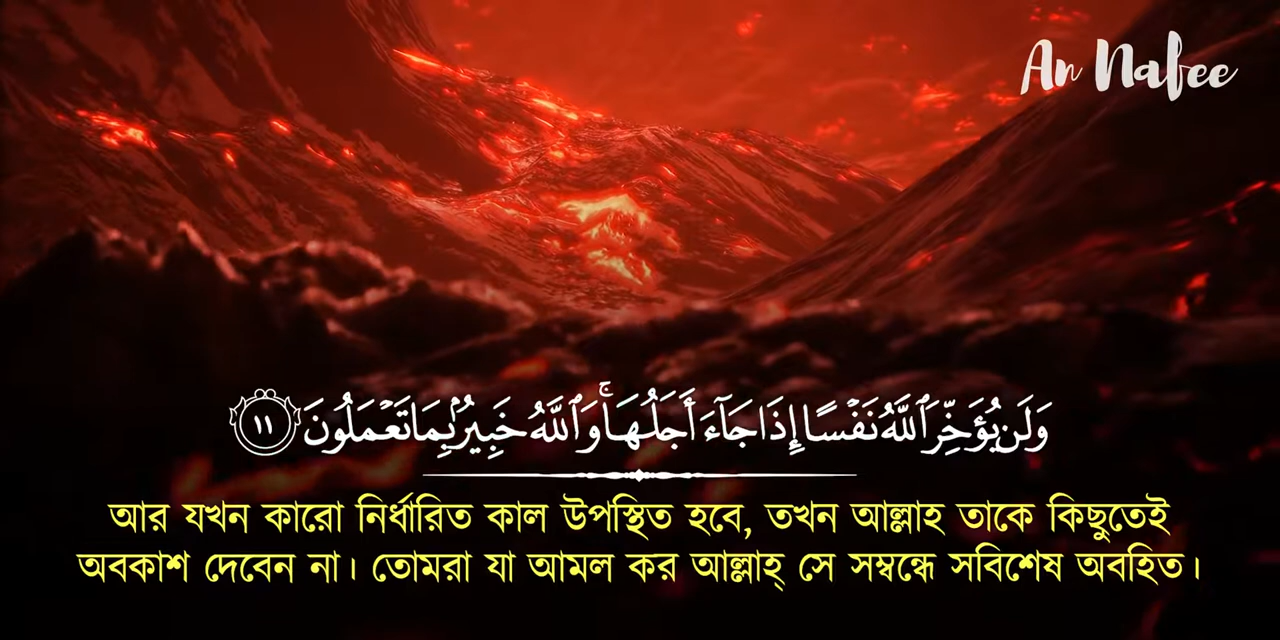 An Nafee
وَلَن يُؤَخِّرَ ٱللَّهُ نَفْسًا إِذَا جَآءَ أَجَلُهَا ۚ وَٱللَّهُ خَبِيرٌۢ بِمَا تَعْمَلُونَ ١١
আর যখন কারো নির্ধারিত কাল উপস্থিত হবে, তখন আল্লাহ তাকে কিছুতেই
অবকাশ দেবেন না। তোমরা যা আমল কর আল্লাহ্ সে সম্বন্ধে সবিশেষ অবহিত।